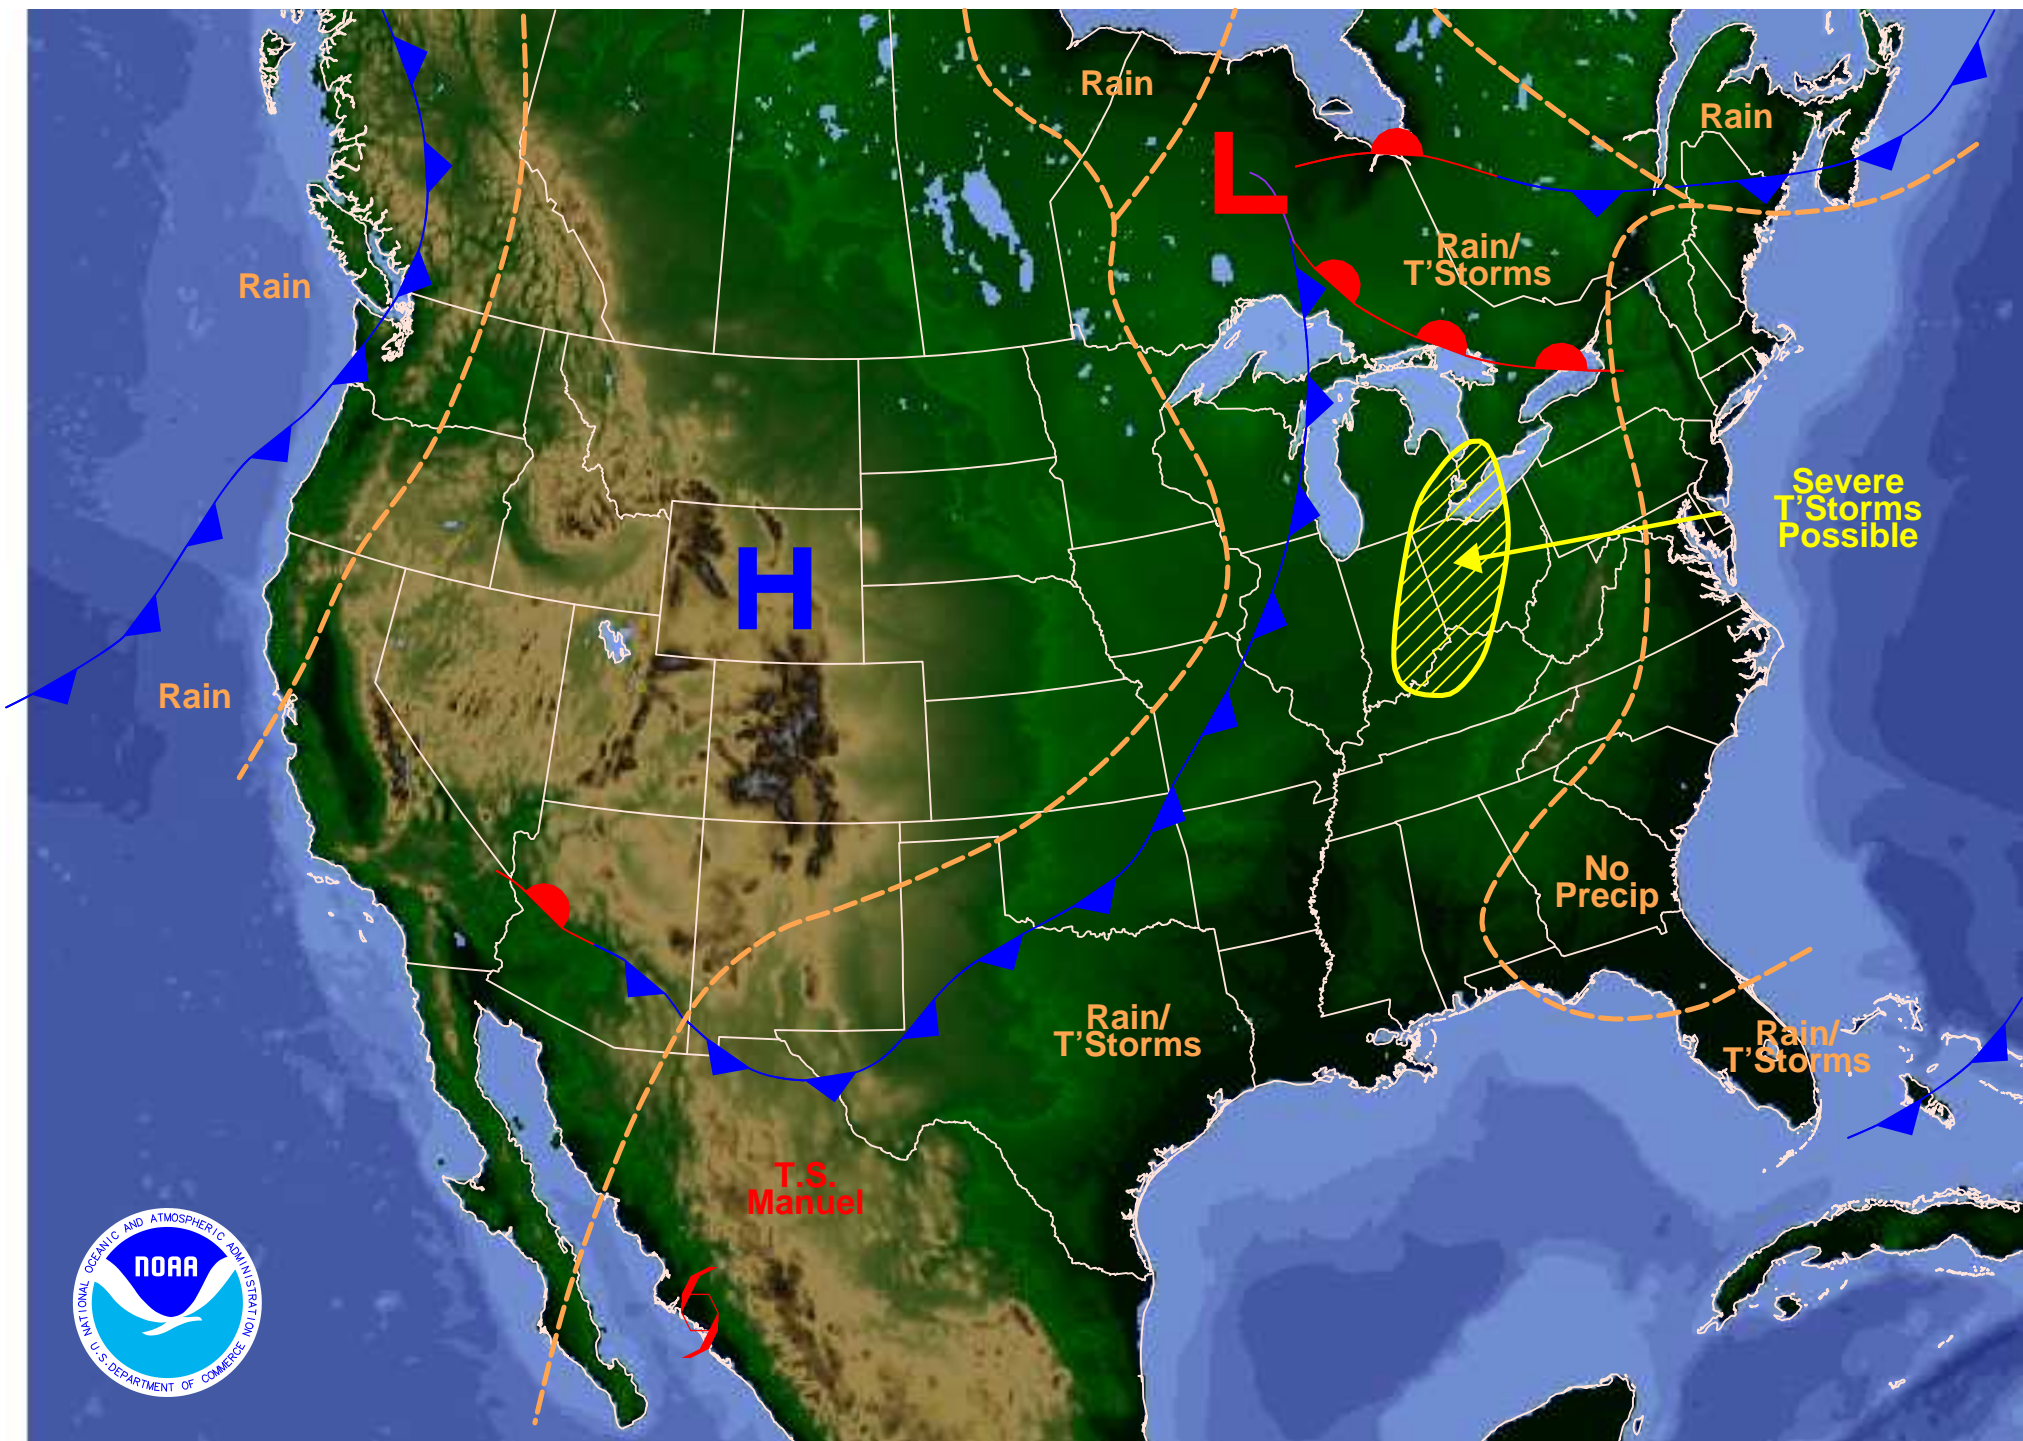 Rain
Rain
L
Rain/
T’Storms
Rain
Severe
T’Storms
Possible
H
Rain
No
Precip
Rain/
T’Storms
Rain/
T’Storms
T.S.
Manuel
NATIONAL OCEANIC AND ATMOSPHERIC ADMINISTRATION
NOAA
U.S. DEPARTMENT OF COMMERCE